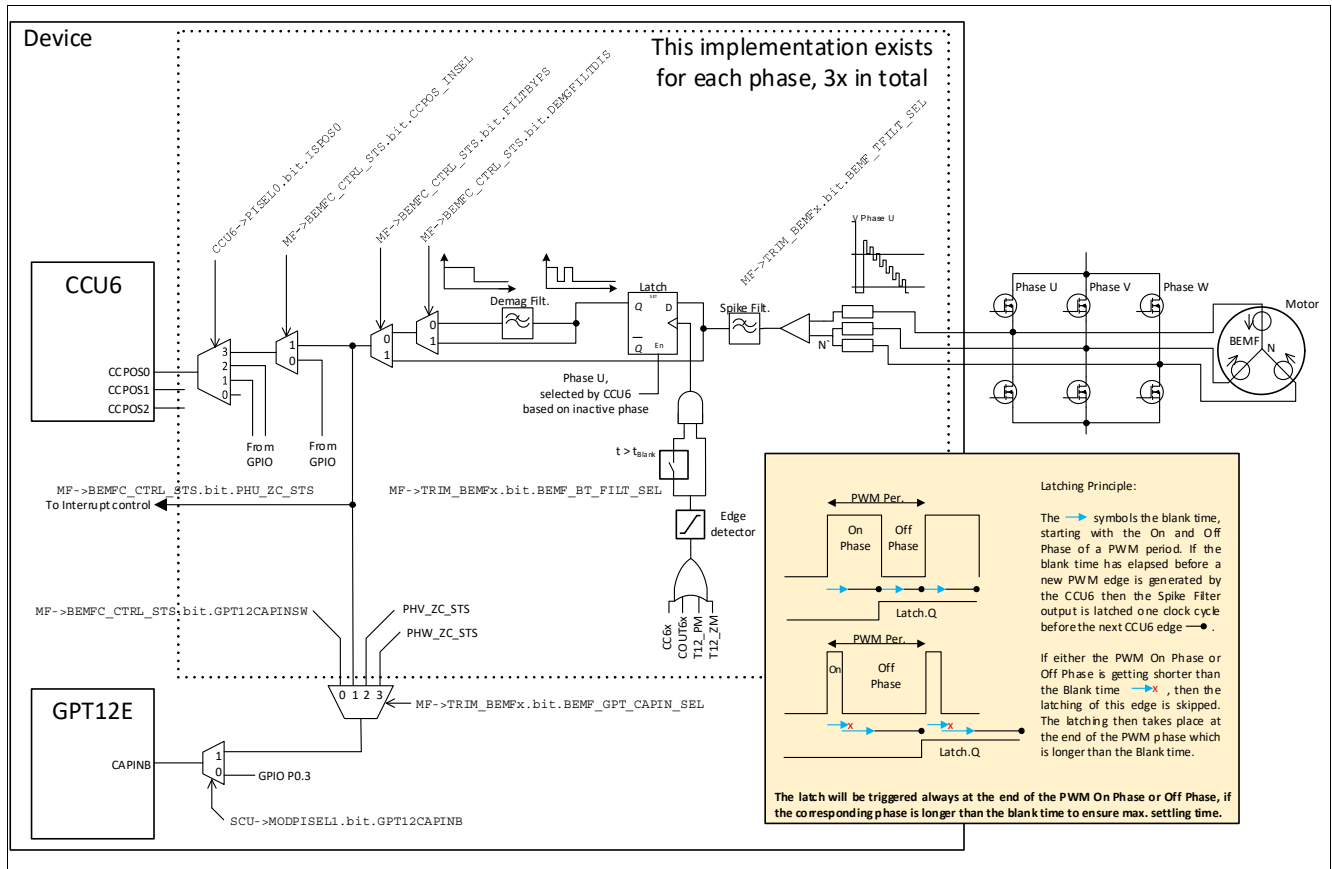 Device
This implementation exists
for each phase, 3x in total
CCU6->PISEL0.bit.ISPOS0
MF->BEMFC_CTRL_STS.bit.CCPOS_INSEL
MF->BEMFC_CTRL_STS.bit.FILTBYPS
MF->BEMFC_CTRL_STS.bit.DEMGFILTDIS
MF->TRIM_BEMFx.bit.BEMF_TFILT_SEL
V Phase U
CCU6
CCPOS0
CCPOS1
CCPOS2
3
2
1
0
1
0
1
0
0
1
Demag Filt.
Latch
SET
Q
D
Q
En
Spike Filt.
N`
Phase U
Phase V
Phase W
Motor
BEMF
N
From
GPIO
From
GPIO
Phase U,
selected by CCU6
based on inactive phase
t > tBlank
MF->BEMFC_CTRL_STS.bit.PHU_ZC_STS
To Interrupt control
MF->TRIM_BEMFx.bit.BEMF_BT_FILT_SEL
Edge
detector
MF->BEMFC_CTRL_STS.bit.GPT12CAPINSW
PHV_ZC_STS
PHW_ZC_STS
CC6x
COUT6x
T12_PM
T12_ZM
0 1 2 3
MF->TRIM_BEMFx.bit.BEMF_GPT_CAPIN_SEL
GPT12E
CAPINB
1
0
GPIO P0.3
SCU->MODPISEL1.bit.GPT12CAPINB
PWM Per.
On
Phase
Off
Phase
Latch.Q
PWM Per.
On
Off
Phase
x
x
Latch.Q
Latching Principle:
The symbols the blank time,
starting with the On and Off
Phase of a PWM period. If the
blank time has elapsed before a
new PWM edge is generated by
the CCU6 then the Spike Filter
output is latched one clock cycle
before the next CCU6 edge .
If either the PWM On Phase or
Off Phase is getting shorter than
the Blank time x , then the
latching of this edge is skipped.
The latching then takes place at
the end of the PWM phase which
is longer than the Blank time.
The latch will be triggered always at the end of the PWM On Phase or Off Phase, if
the corresponding phase is longer than the blank time to ensure max. settling time.